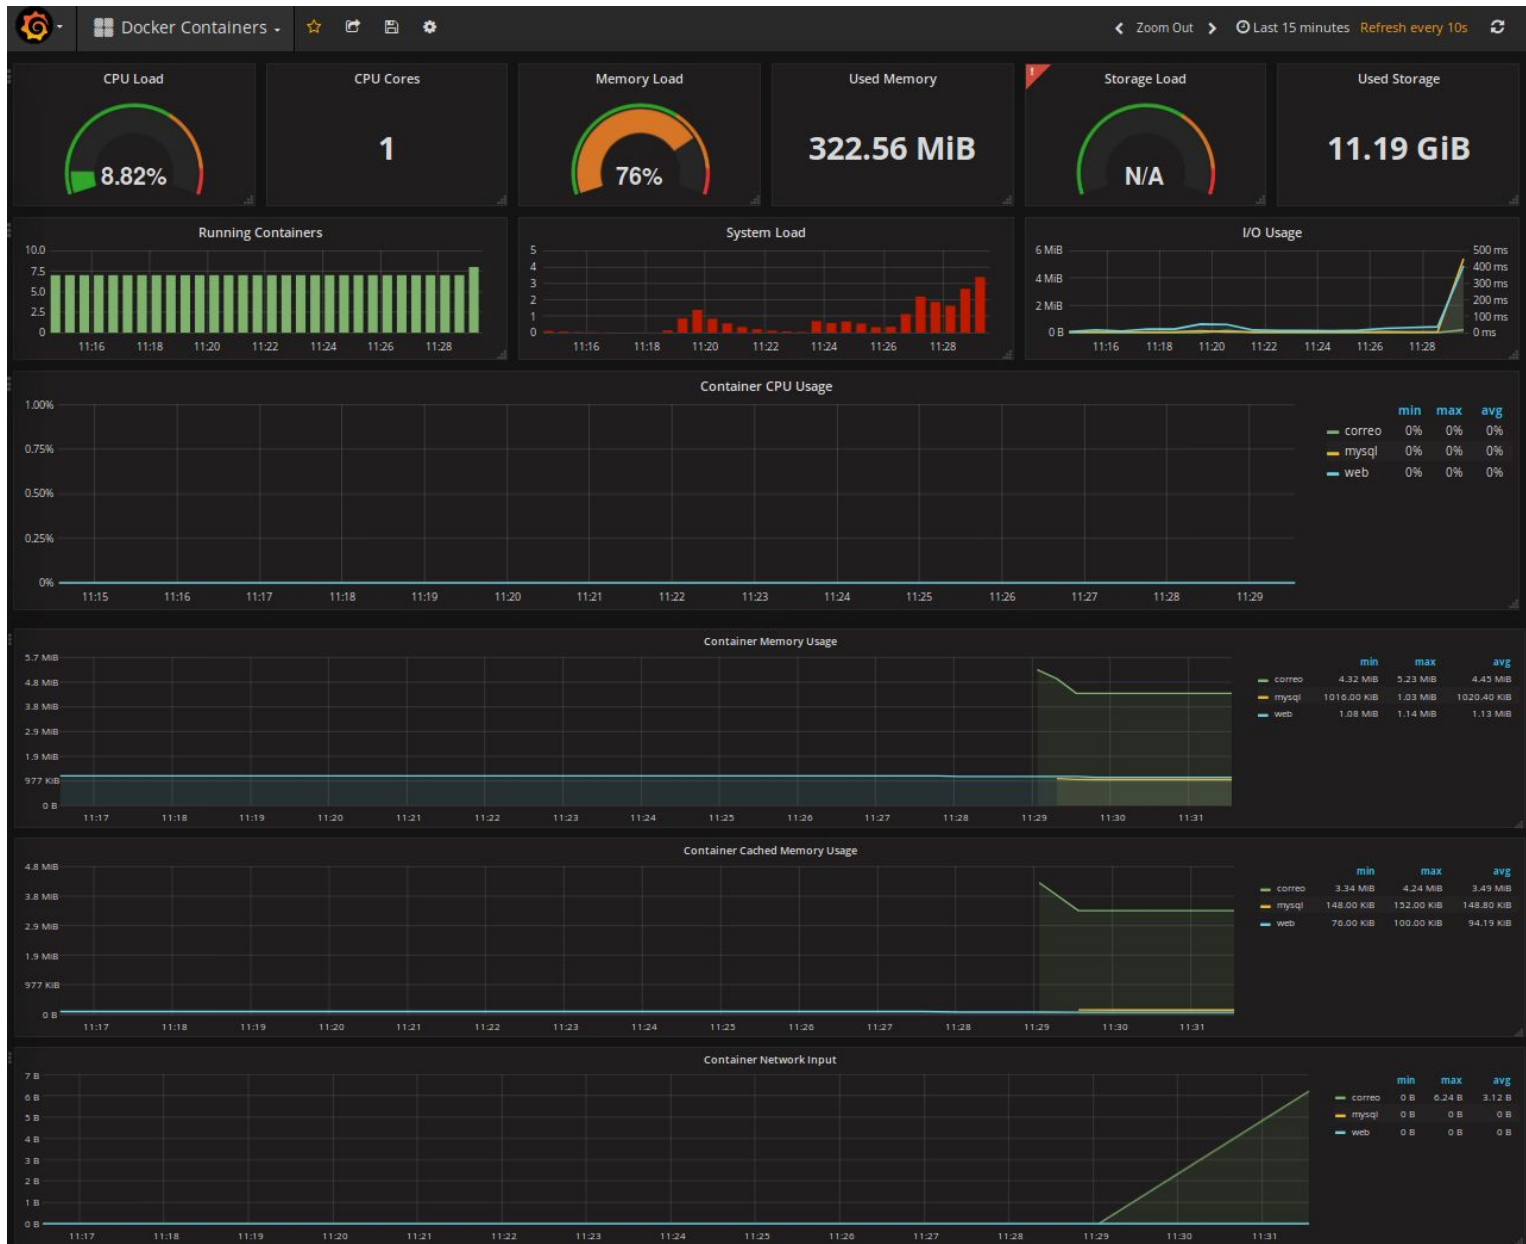 Docker Containers
Zoom Out
Last 15 minutes Refresh every 10s
CPU Load
8.82%
CPU Cores
1
Memory Load
76%
Used Memory
322.56 MiB
!
Storage Load
N/A
Used Storage
11.19 GiB
Running Containers
10.0
7.5
5.0
2.5
0
11:16 11:18 11:20 11:22 11:24 11:26 11:28
System Load
5
4
3
2
1
0
11:16 11:18 11:20 11:22 11:24 11:26 11:28
I/O Usage
6 MiB
4 MiB
2 MiB
0 B
500 ms
400 ms
300 ms
200 ms
100 ms
0 ms
11:16 11:18 11:20 11:22 11:24 11:26 11:28
Container CPU Usage
1.00%
0.75%
0.50%
0.25%
0%
11:15 11:16 11:17 11:18 11:19 11:20 11:21 11:22 11:23 11:24 11:25 11:26 11:27 11:28 11:29
min max avg
correo 0% 0% 0%
mysql 0% 0% 0%
web 0% 0% 0%
Container Memory Usage
5.7 MiB
4.8 MiB
3.8 MiB
2.9 MiB
1.9 MiB
977 KiB
0 B
11:17 11:18 11:19 11:20 11:21 11:22 11:23 11:24 11:25 11:26 11:27 11:28 11:29 11:30 11:31
min max avg
correo 4.32 MiB 5.23 MiB 4.45 MiB
mysql 1016.00 KiB 1.03 MiB 1020.40 KiB
web 1.08 MiB 1.14 MiB 1.13 MiB
Container Cached Memory Usage
4.8 MiB
3.8 MiB
2.9 MiB
1.9 MiB
977 KiB
0 B
11:17 11:18 11:19 11:20 11:21 11:22 11:23 11:24 11:25 11:26 11:27 11:28 11:29 11:30 11:31
min max avg
correo 3.34 MiB 4.24 MiB 3.49 MiB
mysql 148.00 KiB 152.00 KiB 148.80 KiB
web 76.00 KiB 100.00 KiB 94.19 KiB
Container Network Input
7 B
6 B
5 B
4 B
3 B
2 B
1 B
0 B
11:17 11:18 11:19 11:20 11:21 11:22 11:23 11:24 11:25 11:26 11:27 11:28 11:29 11:30 11:31
min max avg
correo 0 B 6.24 B 3.12 B
mysql 0 B 0 B 0 B
web 0 B 0 B 0 B